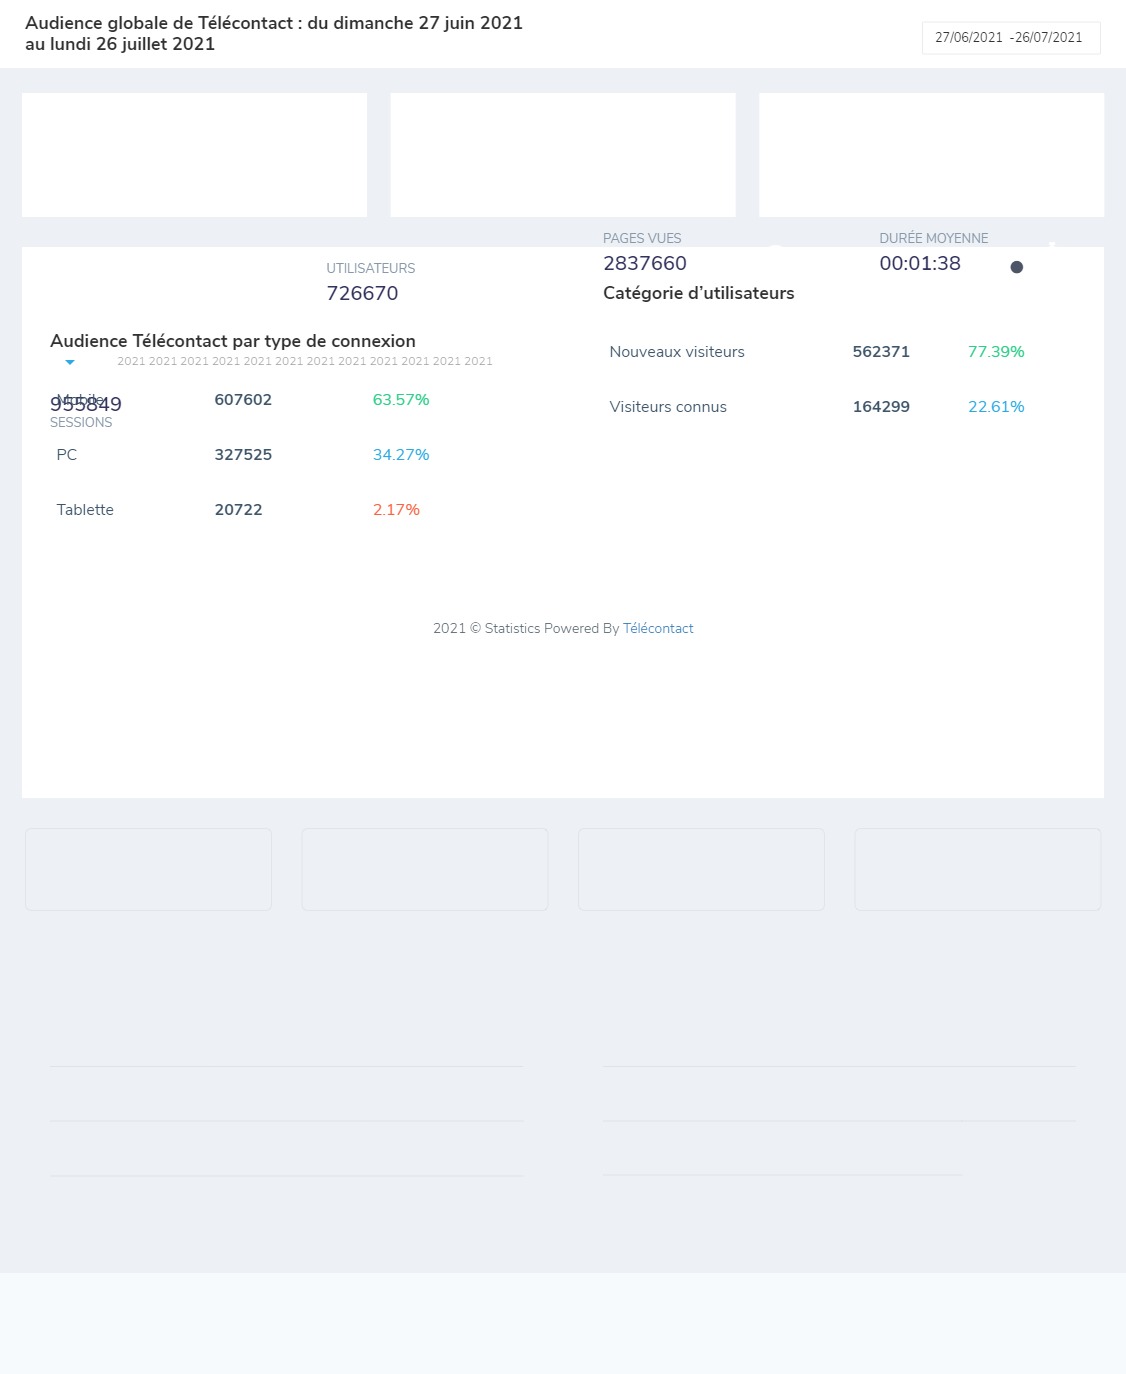 Audience globale de Télécontact : du dimanche 27 juin 2021
au lundi 26 juillet 2021
27/06/2021 -26/07/2021
PAGES VUES
2837660
DURÉE MOYENNE
00:01:38
UTILISATEURS
726670
Catégorie d'utilisateurs
Audience Télécontact par type de connexion
2021 2021 2021 2021 2021 2021 2021 2021 2021 2021 2021 2021
Nouveaux visiteurs 562371 77.39%
Mobile 607602 63.57%
955849
SESSIONS
Visiteurs connus 164299 22.61%
PC 327525 34.27%
Tablette 20722 2.17%
2021 © Statistics Powered By Télécontact